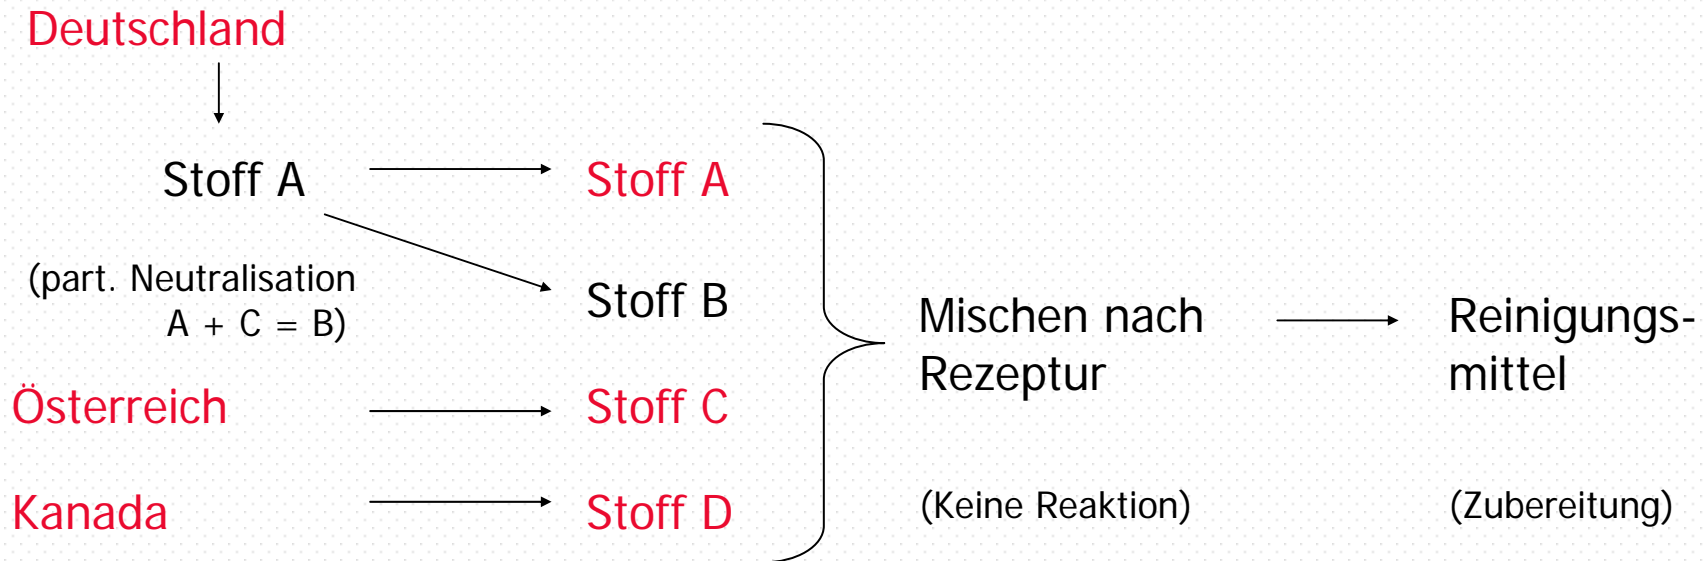 Deutschland
Stoff A
Stoff A
(part. Neutralisation
A + C = B)
Stoff B
Mischen nach
Rezeptur
Reinigungs-
mittel
Österreich
Stoff C
Kanada
Stoff D
(Keine Reaktion)
(Zubereitung)